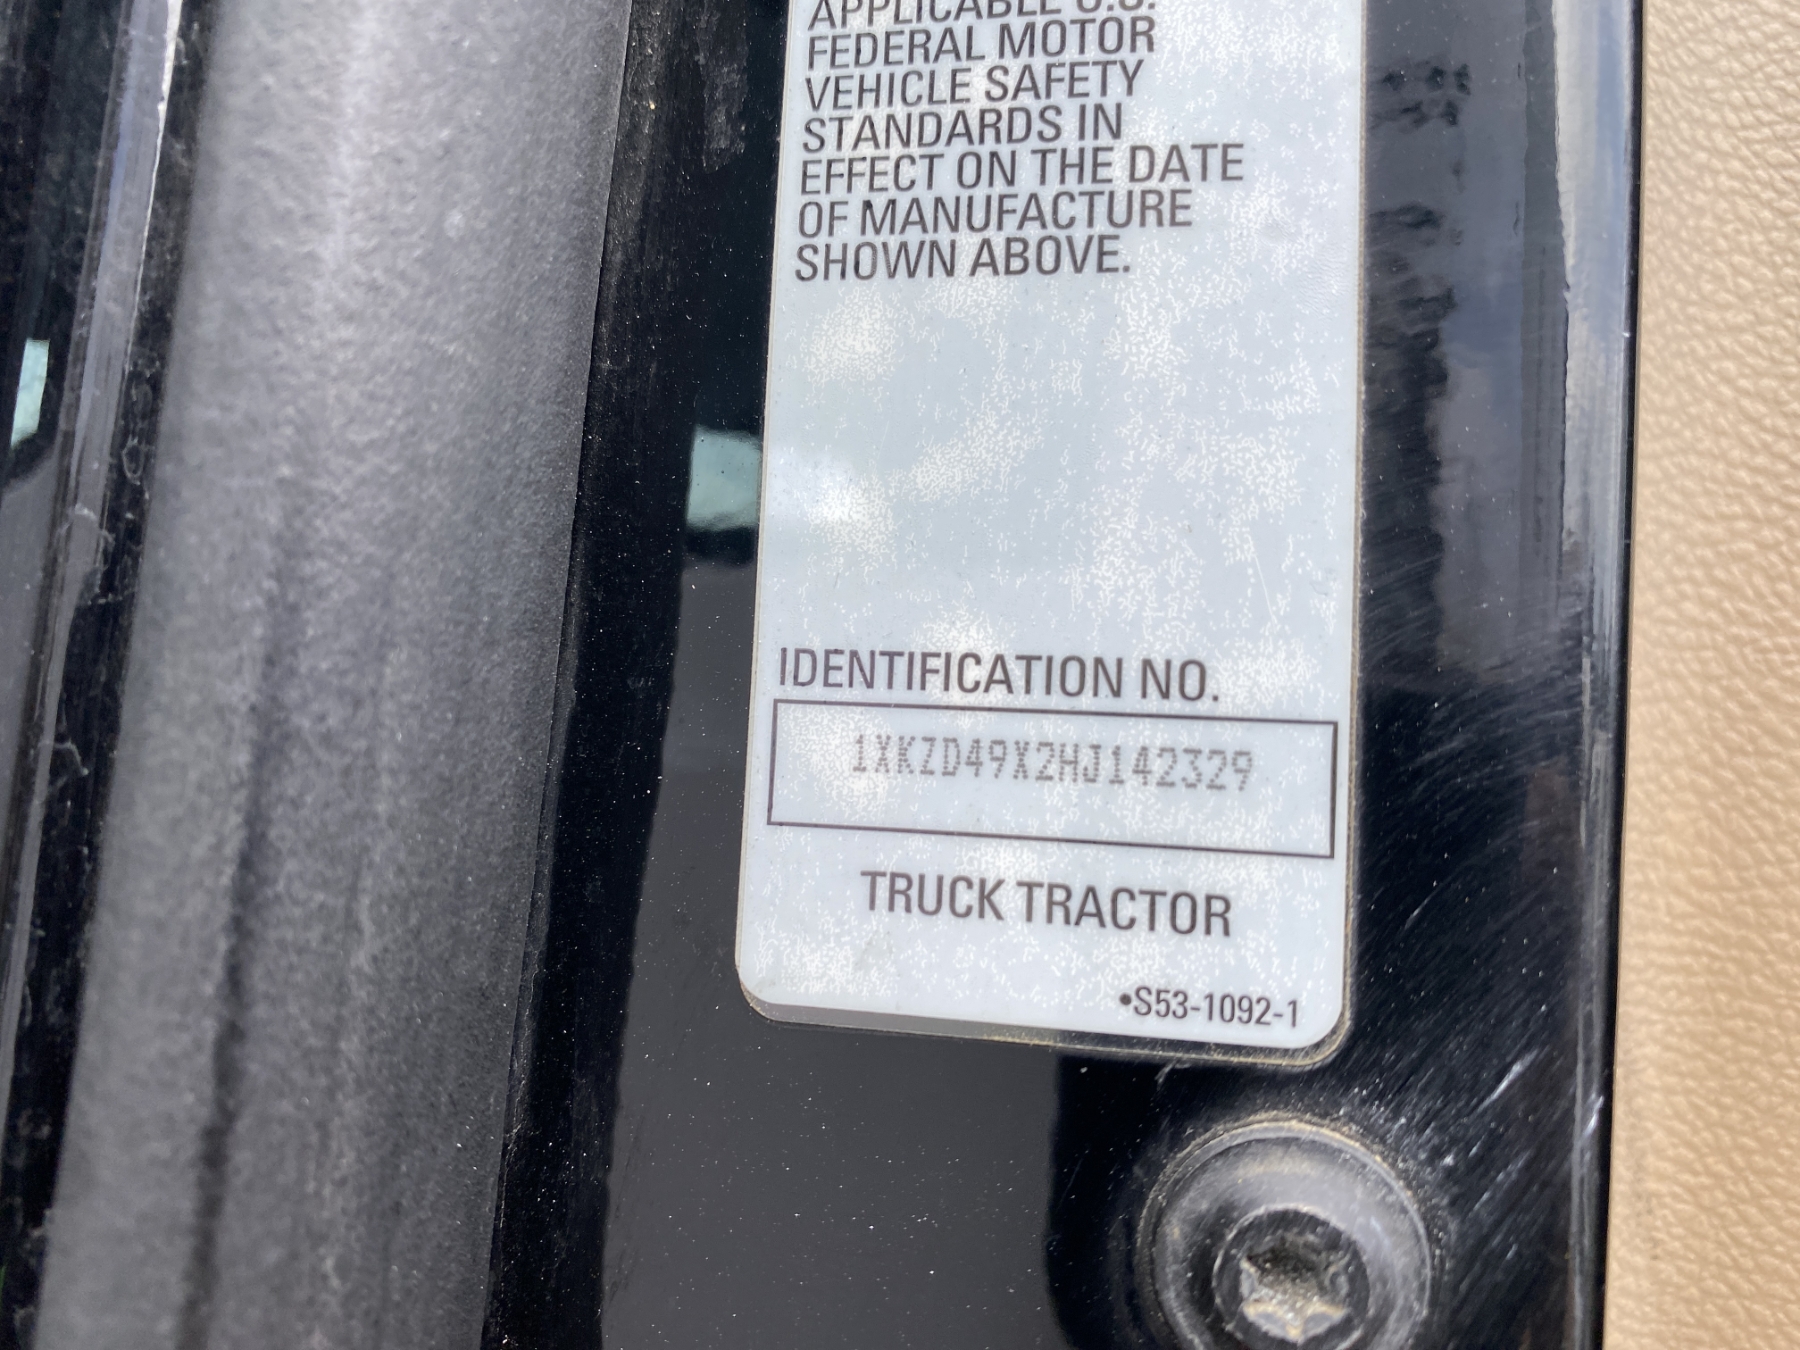 APPLICABLE U.S.
FEDERAL MOTOR
VEHICLE SAFETY
STANDARDS IN
EFFECT ON THE DATE
OF MANUFACTURE
SHOWN ABOVE.
IDENTIFICATION NO.
1XKZD49X2HJ142329
TRUCK TRACTOR
•S53-1092-1